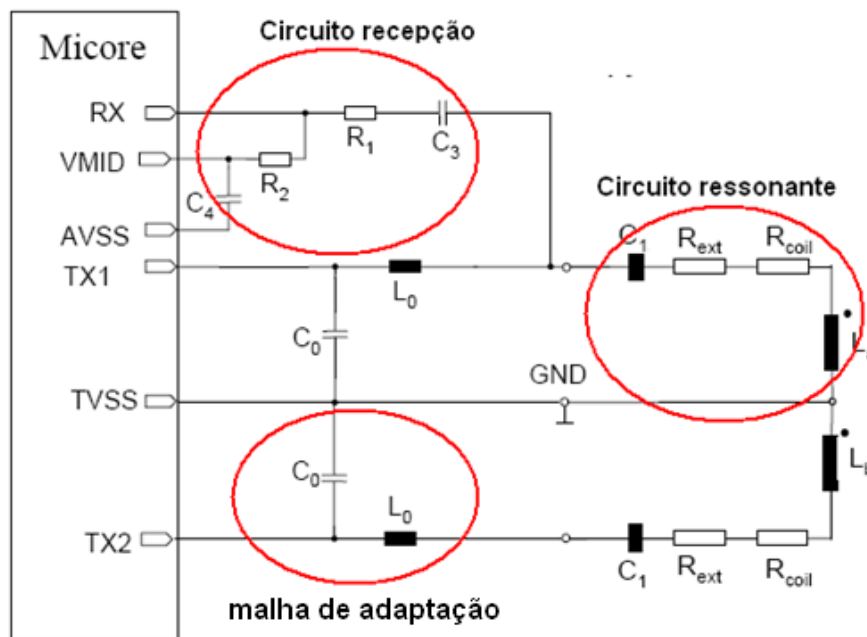 Circuito recepção
Micore
RX
R1
C3
VMID
R2
C4
AVSS
Circuito ressonante
TX1
L0
C1
Rext
Rcoil
C0
GND
TVSS
C0
L0
TX2
C1
Rext
Rcoil
malha de adaptação